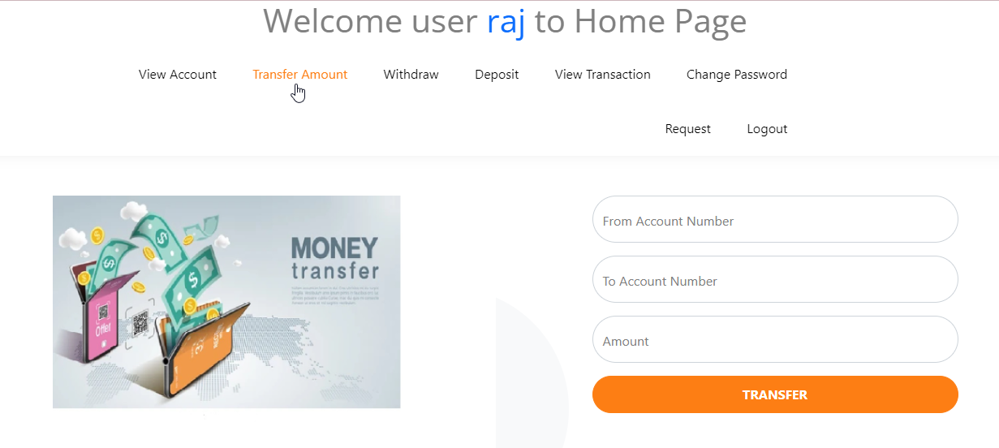 Welcome user raj to Home Page
View Account Transfer Amount Withdraw Deposit View Transaction Change Password
Request Logout
MONEY
transfer
Offer
From Account Number
To Account Number
Amount
TRANSFER